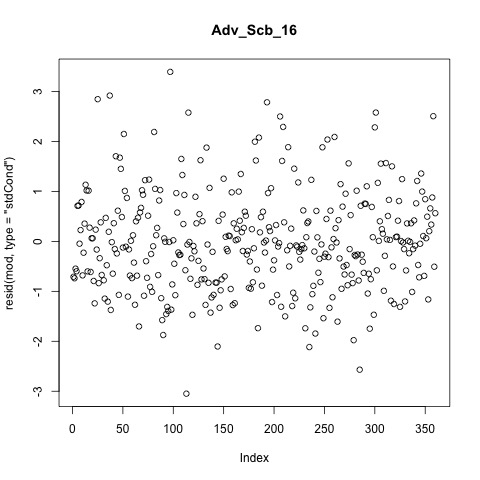 Adv_Scb_16
resid(mod, type = "stdCond")
3
2
1
0
-1
-2
-3
0 50 100 150 200 250 300 350
Index